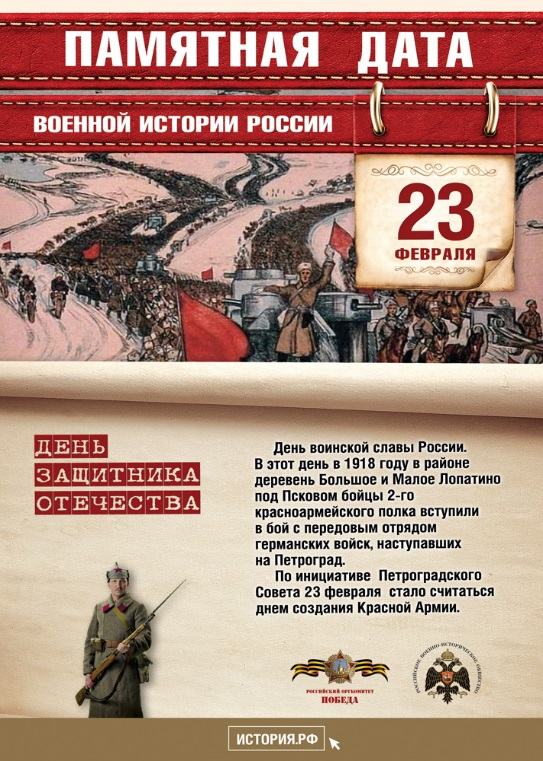 ПАМЯТНАЯ ДАТА
ВОЕННОЙ ИСТОРИИ РОССИИ
23
ФЕВРАЛЯ
ДЕНЬ
ЗАЩИТНИКА
ОТЕЧЕСТВА
День воинской славы России.
В этот день в 1918 году в районе
деревень Большое и Малое Лопатино
под Псковом бойцы 2-го
красноармейского полка вступили
в бой с передовым отрядом
германских войск, наступавших
на Петроград.
По инициативе Петроградского
Совета 23 февраля стало считаться
днем создания Красной Армии.
РОССИЙСКИЙ ОРГКОМИТЕТ
ПОБЕДА
РОССИЙСКОЕ ВОЕННО-ИСТОРИЧЕСКОЕ ОБЩЕСТВО
ИСТОРИЯ.РФ